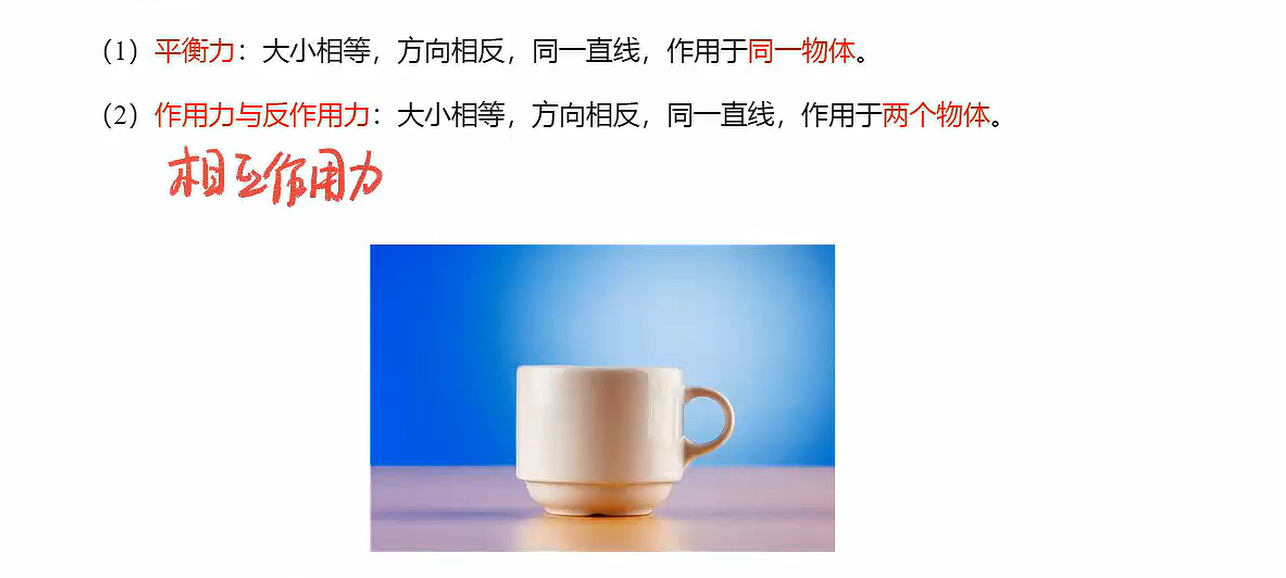 （1）平衡力：大小相等，方向相反，同一直线，作用于同一物体。
（2）作用力与反作用力：大小相等，方向相反，同一直线，作用于两个物体。
相互作用力